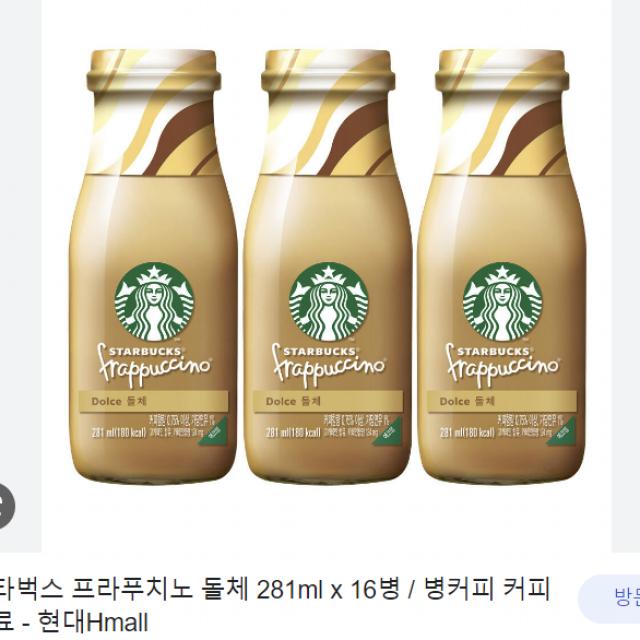 STARBUCKS
frappuccino
Dolce 돌체
281 ml(180 kcal)
STARBUCKS
frappuccino
Dolce 돌체
281 ml(180 kcal)
STARBUCKS
frappuccino
Dolce 돌체
281 ml(180 kcal)
타벅스 프라푸치노 돌체 281ml x 16병 / 병커피 커피
료 - 현대Hmall
방문